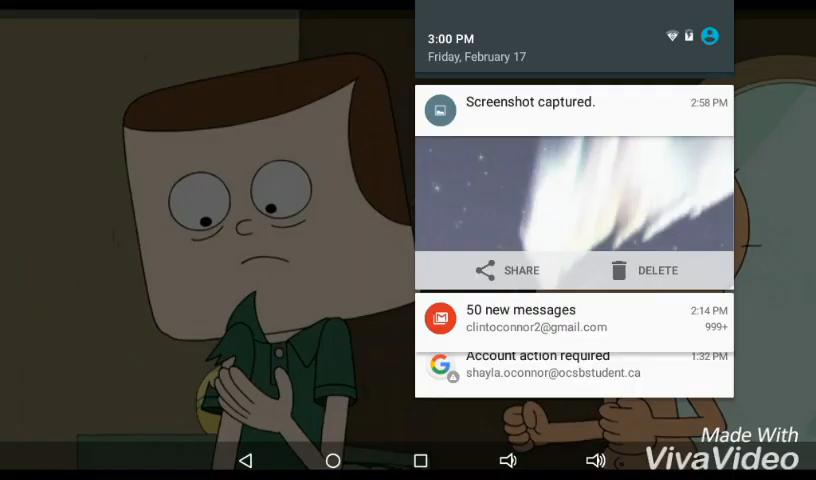 3:00 PM
Friday, February 17
Screenshot captured.
2:58 PM
SHARE
DELETE
50 new messages
2:14 PM
clintoconnor2@gmail.com
999+
Account action required
1:32 PM
shayla.oconnor@ocsbstudent.ca
Made With
VivaVideo